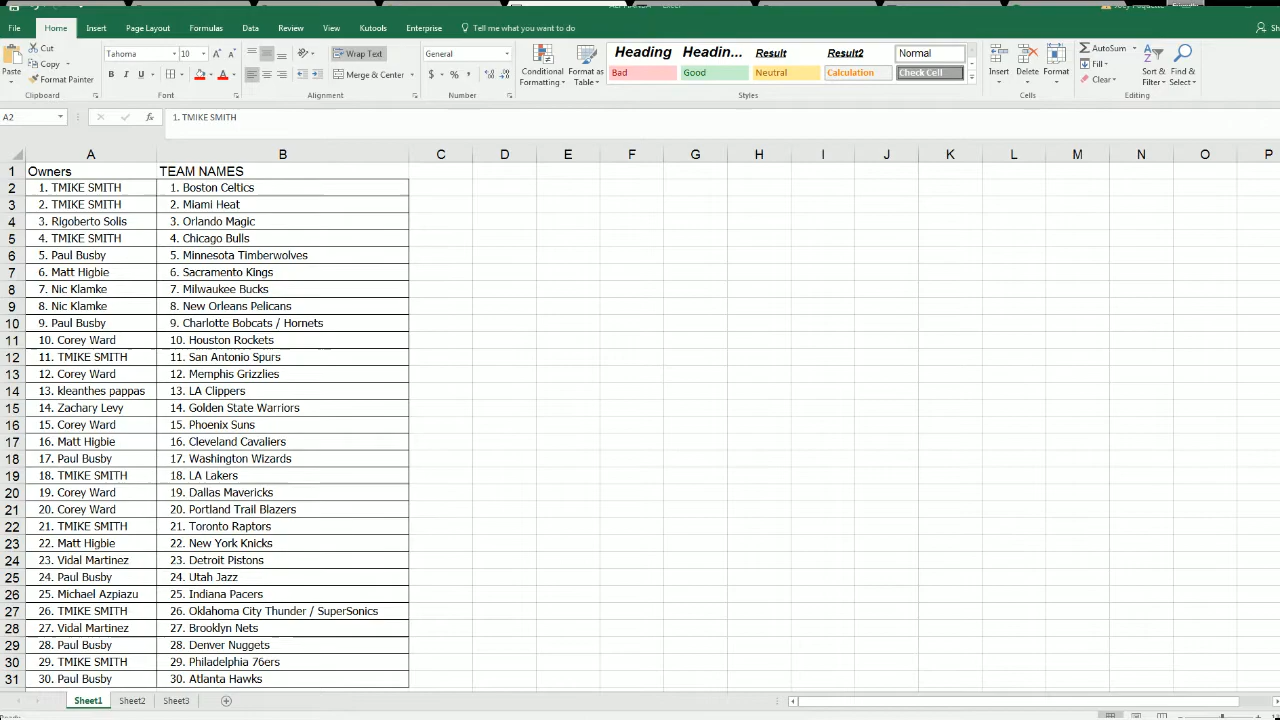 File Home Insert Page Layout Formulas Data Review View Kutools Enterprise Tell me what you want to do
Cut
Copy
Format Painter
Paste
Clipboard
Tahoma 10
B I U
Font
Wrap Text
Merge & Center
Alignment
General
$ % ,
Number
Conditional Formatting
Format as Table
Heading Headin... Result Result2 Normal
Bad Good Neutral Calculation Check Cell
Styles
Insert Delete Format
Cells
AutoSum
Fill
Clear
Sort & Filter
Find & Select
Editing
A2 fx 1. TMIKE SMITH
A B C D E F G H I J K L M N O P
1 Owners TEAM NAMES
2 1. TMIKE SMITH 1. Boston Celtics
3 2. TMIKE SMITH 2. Miami Heat
4 3. Rigoberto Solis 3. Orlando Magic
5 4. TMIKE SMITH 4. Chicago Bulls
6 5. Paul Busby 5. Minnesota Timberwolves
7 6. Matt Higbie 6. Sacramento Kings
8 7. Nic Klamke 7. Milwaukee Bucks
9 8. Nic Klamke 8. New Orleans Pelicans
10 9. Paul Busby 9. Charlotte Bobcats / Hornets
11 10. Corey Ward 10. Houston Rockets
12 11. TMIKE SMITH 11. San Antonio Spurs
13 12. Corey Ward 12. Memphis Grizzlies
14 13. kleanthes pappas 13. LA Clippers
15 14. Zachary Levy 14. Golden State Warriors
16 15. Corey Ward 15. Phoenix Suns
17 16. Matt Higbie 16. Cleveland Cavaliers
18 17. Paul Busby 17. Washington Wizards
19 18. TMIKE SMITH 18. LA Lakers
20 19. Corey Ward 19. Dallas Mavericks
21 20. Corey Ward 20. Portland Trail Blazers
22 21. TMIKE SMITH 21. Toronto Raptors
23 22. Matt Higbie 22. New York Knicks
24 23. Vidal Martinez 23. Detroit Pistons
25 24. Paul Busby 24. Utah Jazz
26 25. Michael Azpiazu 25. Indiana Pacers
27 26. TMIKE SMITH 26. Oklahoma City Thunder / SuperSonics
28 27. Vidal Martinez 27. Brooklyn Nets
29 28. Paul Busby 28. Denver Nuggets
30 29. TMIKE SMITH 29. Philadelphia 76ers
31 30. Paul Busby 30. Atlanta Hawks
Sheet1 Sheet2 Sheet3